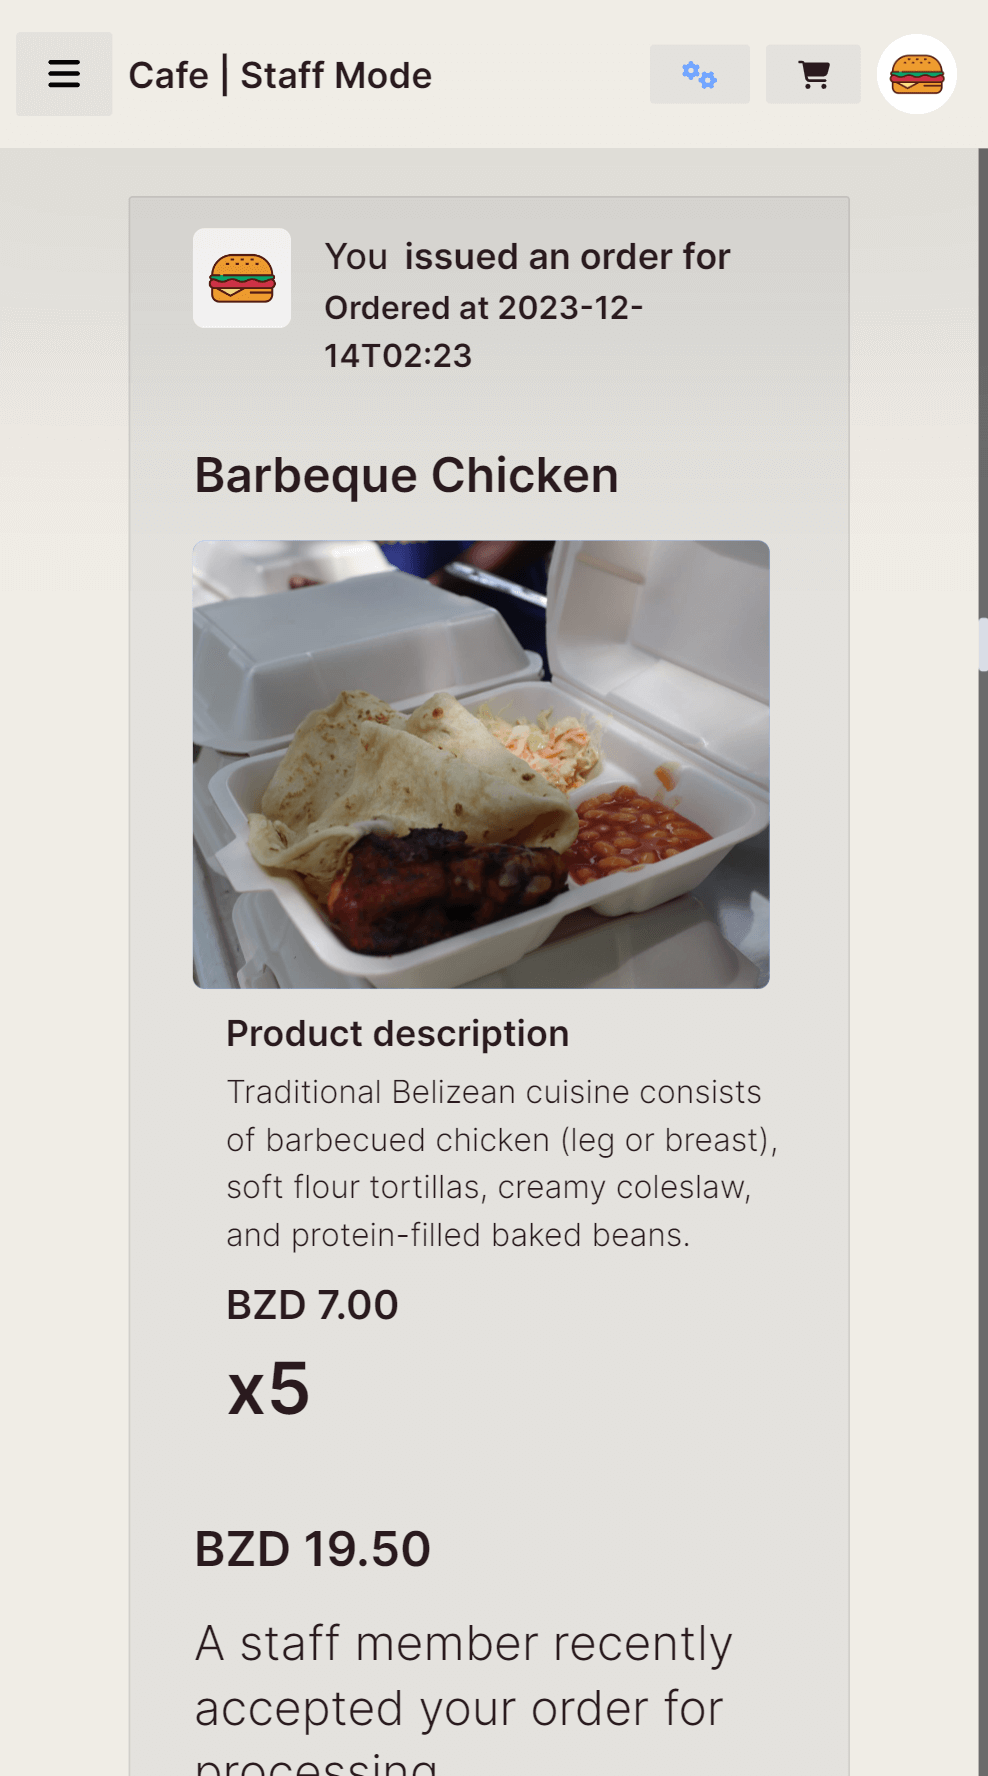 Cafe | Staff Mode
You issued an order for
Ordered at 2023-12-
14T02:23
Barbeque Chicken
Product description
Traditional Belizean cuisine consists
of barbecued chicken (leg or breast),
soft flour tortillas, creamy coleslaw,
and protein-filled baked beans.
BZD 7.00
x5
BZD 19.50
A staff member recently
accepted your order for
processing